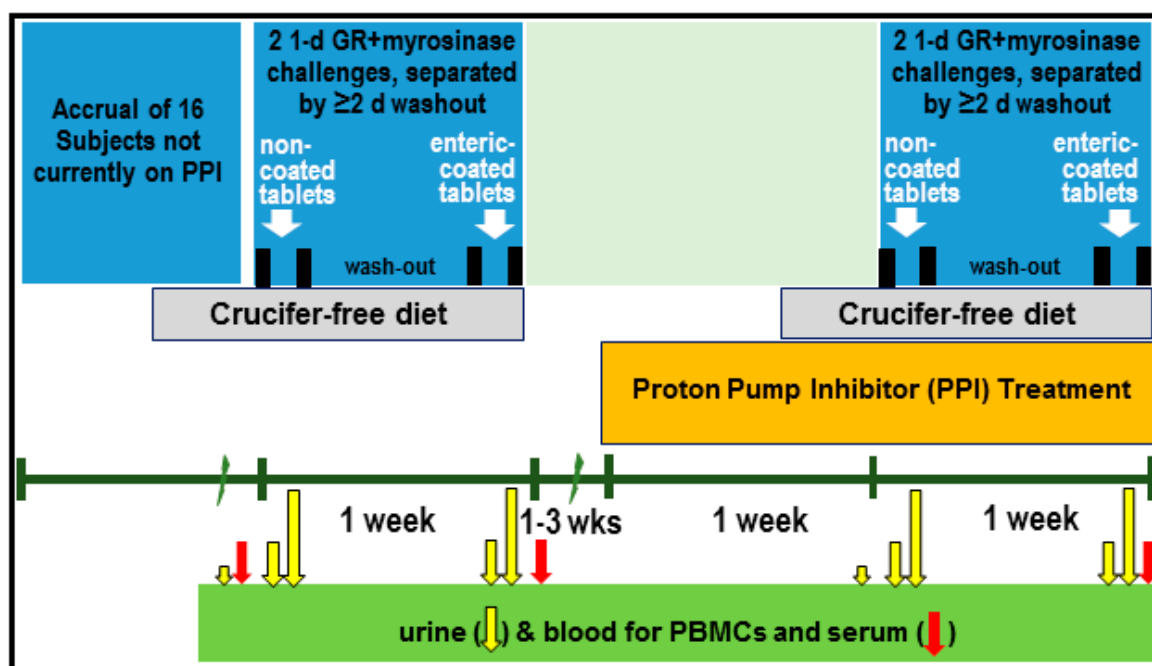 Accrual of 16
Subjects not
currently on PPI
2 1-d GR+myrosinase
challenges, separated
by ≥2 d washout
non-
coated
tablets
enteric-
coated
tablets
wash-out
2 1-d GR+myrosinase
challenges, separated
by ≥2 d washout
non-
coated
tablets
enteric-
coated
tablets
wash-out
Crucifer-free diet
Crucifer-free diet
Proton Pump Inhibitor (PPI) Treatment
1 week
1-3 wks
1 week
1 week
urine ( ) & blood for PBMCs and serum ( )